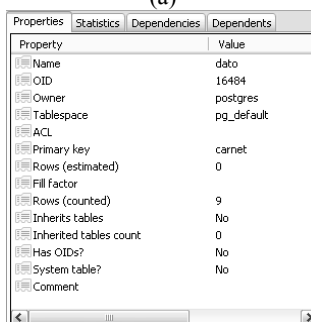 (a)
Properties Statistics Dependencies Dependents
Property Value
Name dato
OID 16484
Owner postgres
Tablespace pg_default
ACL
Primary key carnet
Rows (estimated) 0
Fill factor
Rows (counted) 9
Inherits tables No
Inherited tables count 0
Has OIDs? No
System table? No
Comment